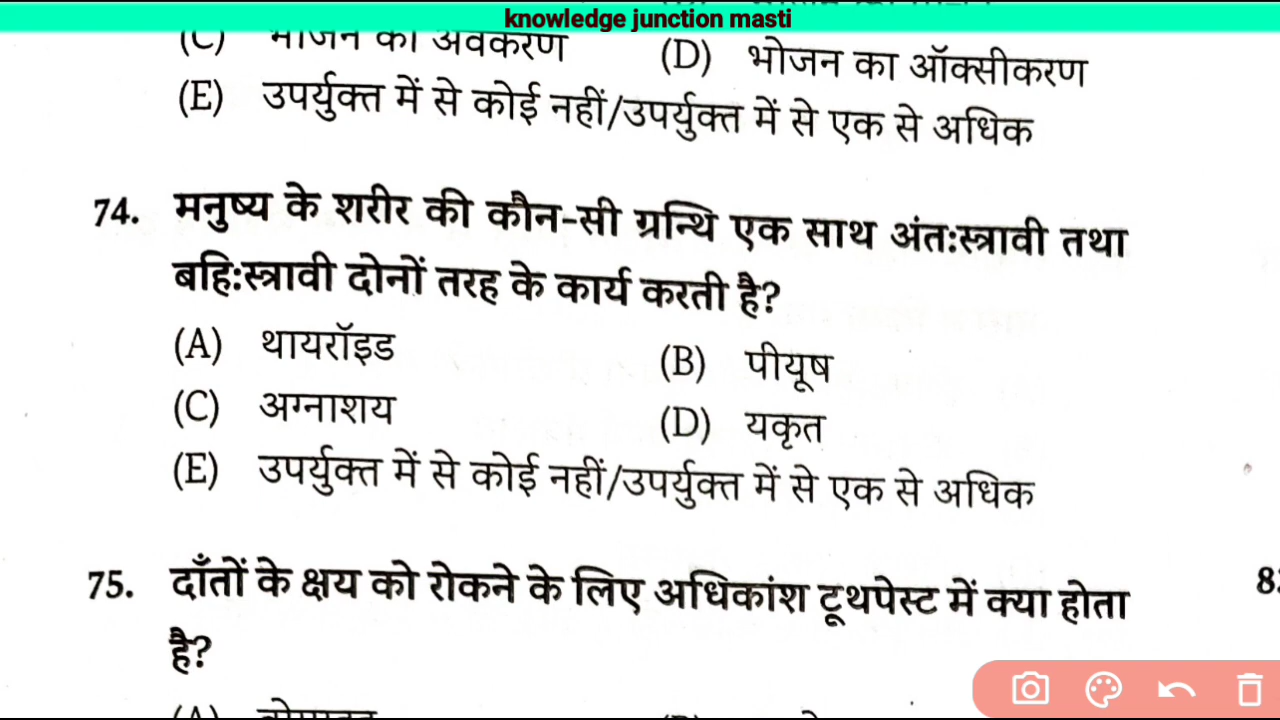 knowledge junction masti
(C) भोजन का अवकरण (D) भोजन का ऑक्सीकरण
(E) उपर्युक्त में से कोई नहीं/उपर्युक्त में से एक से अधिक
74. मनुष्य के शरीर की कौन-सी ग्रन्थि एक साथ अंतःस्त्रावी तथा
बहिःस्त्रावी दोनों तरह के कार्य करती है?
(A) थायरॉइड (B) पीयूष
(C) अग्नाशय (D) यकृत
(E) उपर्युक्त में से कोई नहीं/उपर्युक्त में से एक से अधिक
75. दाँतों के क्षय को रोकने के लिए अधिकांश टूथपेस्ट में क्या होता
है?
8
(A)